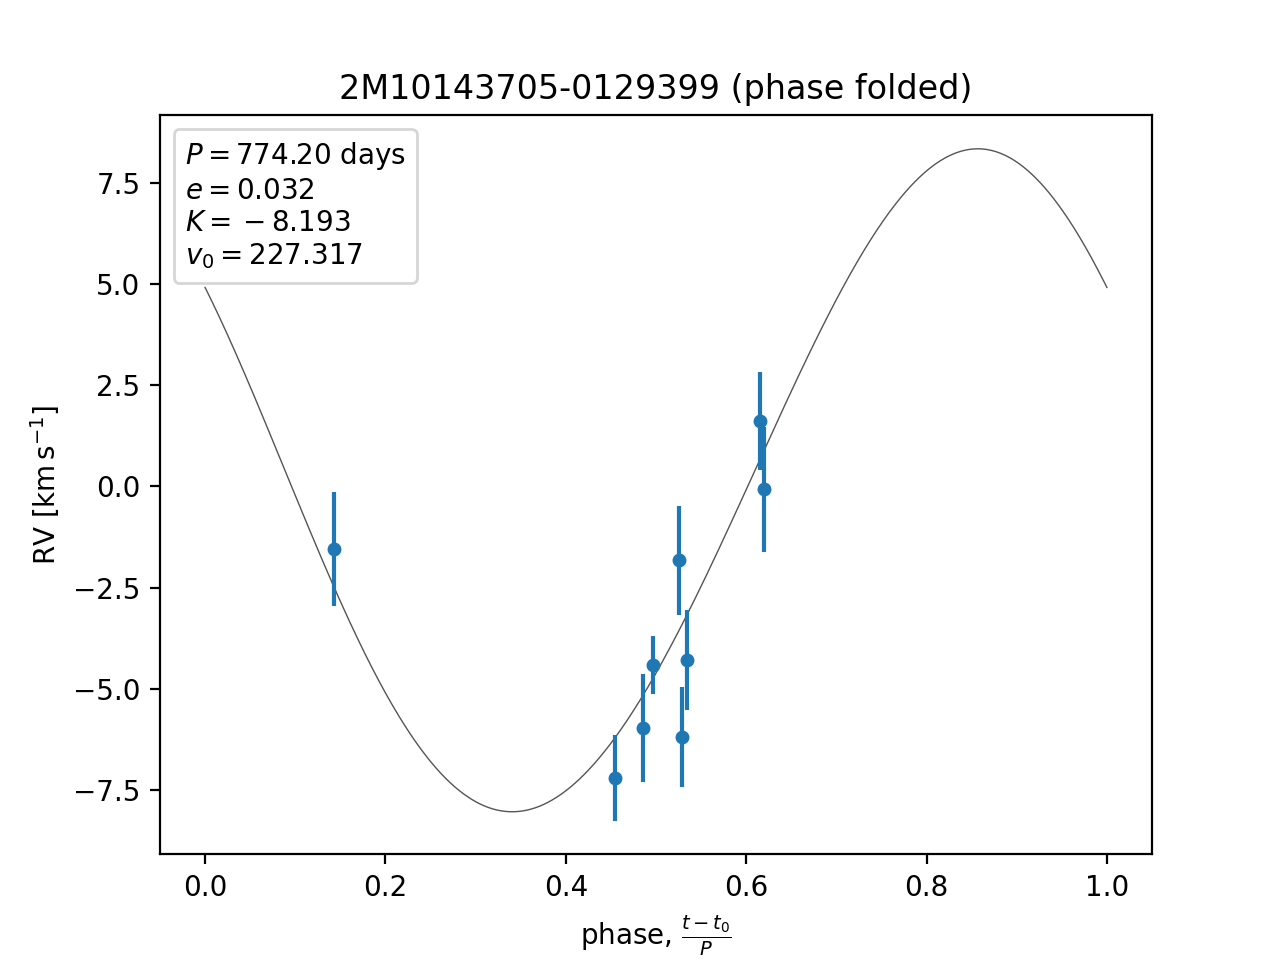 2M10143705-0129399 (phase folded)
P = 774.20 days
e = 0.032
K = −8.193
v₀ = 227.317
7.5
5.0
2.5
0.0
−2.5
−5.0
−7.5
RV [km s⁻¹]
0.0 0.2 0.4 0.6 0.8 1.0
phase, (t − t₀)/P